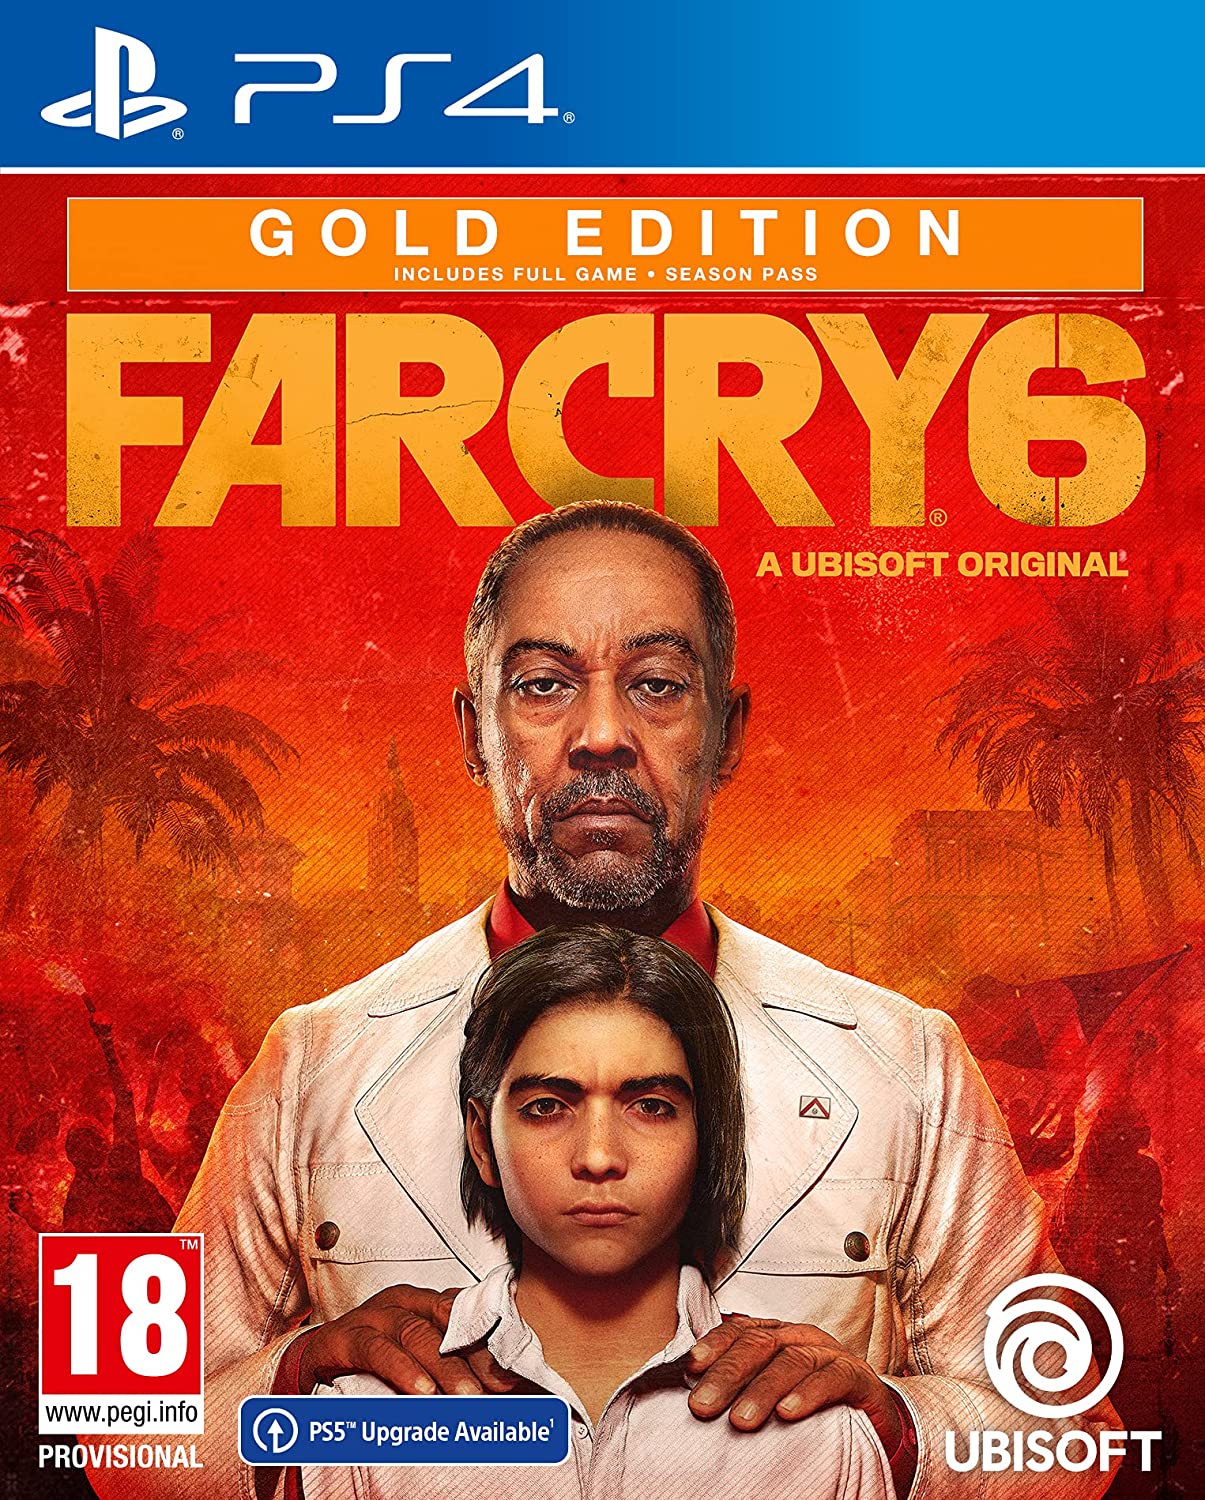 PS4®
GOLD EDITION
INCLUDES FULL GAME • SEASON PASS
FARCRY6®
A UBISOFT ORIGINAL
18™
www.pegi.info
PROVISIONAL
PS5™ Upgrade Available¹
UBISOFT